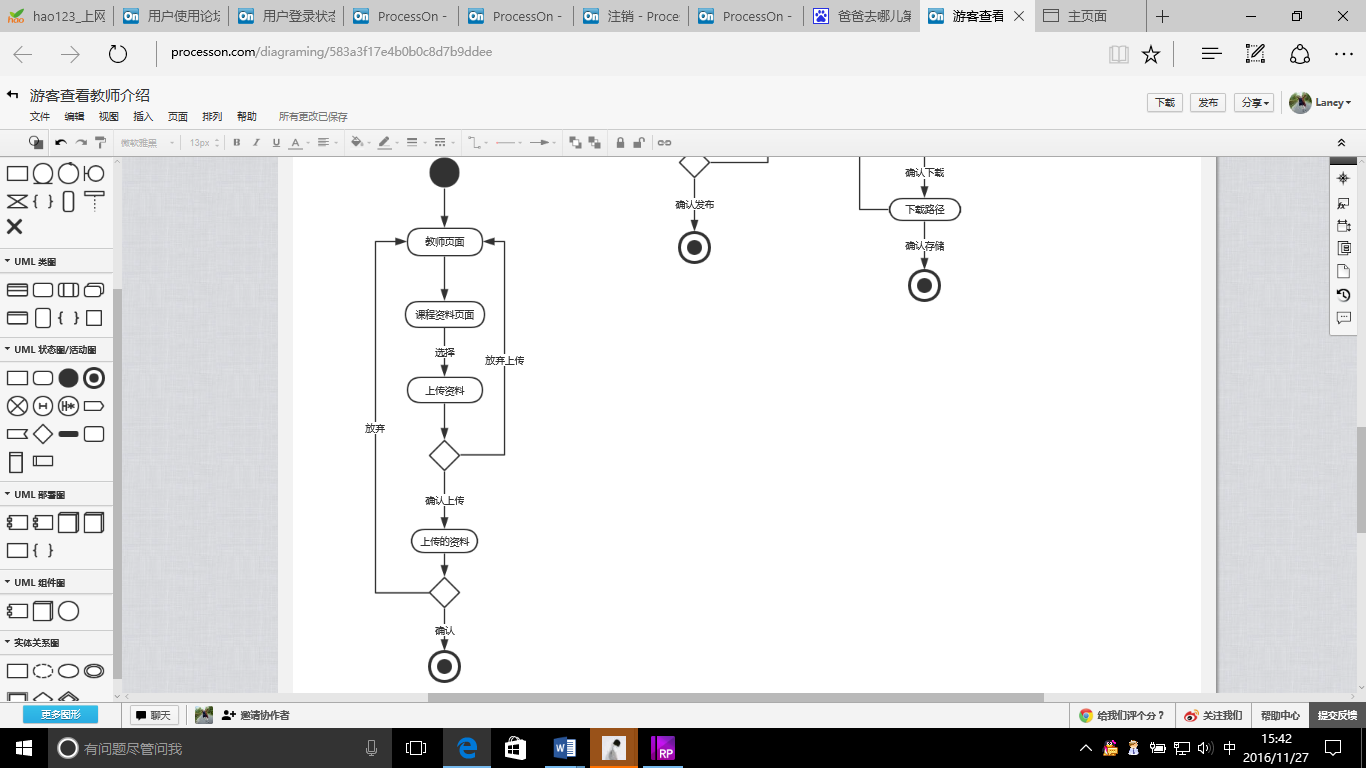 hao123_上网
用户使用论坛
用户登录状态
ProcessOn -
ProcessOn -
注销 - Proce
ProcessOn -
爸爸去哪儿第
游客查看
主页面
processon.com/diagraming/583a3f17e4b0b0c8d7b9ddee
游客查看教师介绍
文件 编辑 视图 插入 页面 排列 帮助 所有更改已保存
下载 发布 分享 Lancy
微软雅黑 13px B I U A
UML 类图
UML 状态图/活动图
UML 部署图
UML 组件图
实体关系图
更多图形
教师页面
课程资料页面
选择
上传资料
放弃上传
放弃
确认上传
上传的资料
确认
确认发布
确认下载
下载路径
确认存储
聊天
邀请协作者
给我们评个分？
关注我们
帮助中心
提交反馈
有问题尽管问我
RP
中
15:42
2016/11/27